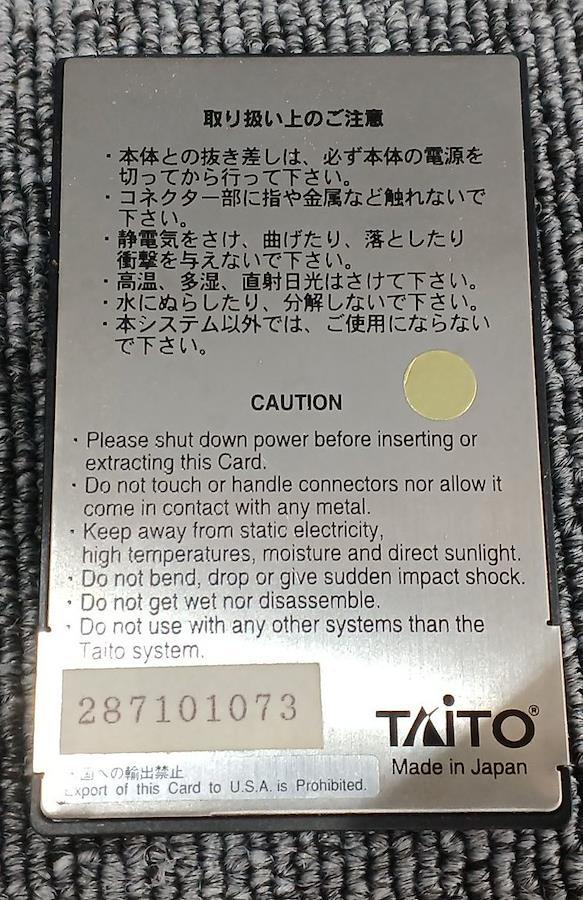 取り扱い上のご注意
・本体との抜き差しは、必ず本体の電源を
切ってから行って下さい。
・コネクター部に指や金属など触れないで
下さい。
・静電気をさけ、曲げたり、落としたり
衝撃を与えないで下さい。
・高温、多湿、直射日光はさけて下さい。
・水にぬらしたり、分解しないで下さい。
・本システム以外では、ご使用にならない
で下さい。
CAUTION
・Please shut down power before inserting or
extracting this Card.
・Do not touch or handle connectors nor allow it
come in contact with any metal.
・Keep away from static electricity,
high temperatures, moisture and direct sunlight.
・Do not bend, drop or give sudden impact shock.
・Do not get wet nor disassemble.
・Do not use with any other systems than the
Taito system.
287101073
TAITO®
Made in Japan
国への輸出禁止
Export of this Card to U.S.A. is Prohibited.